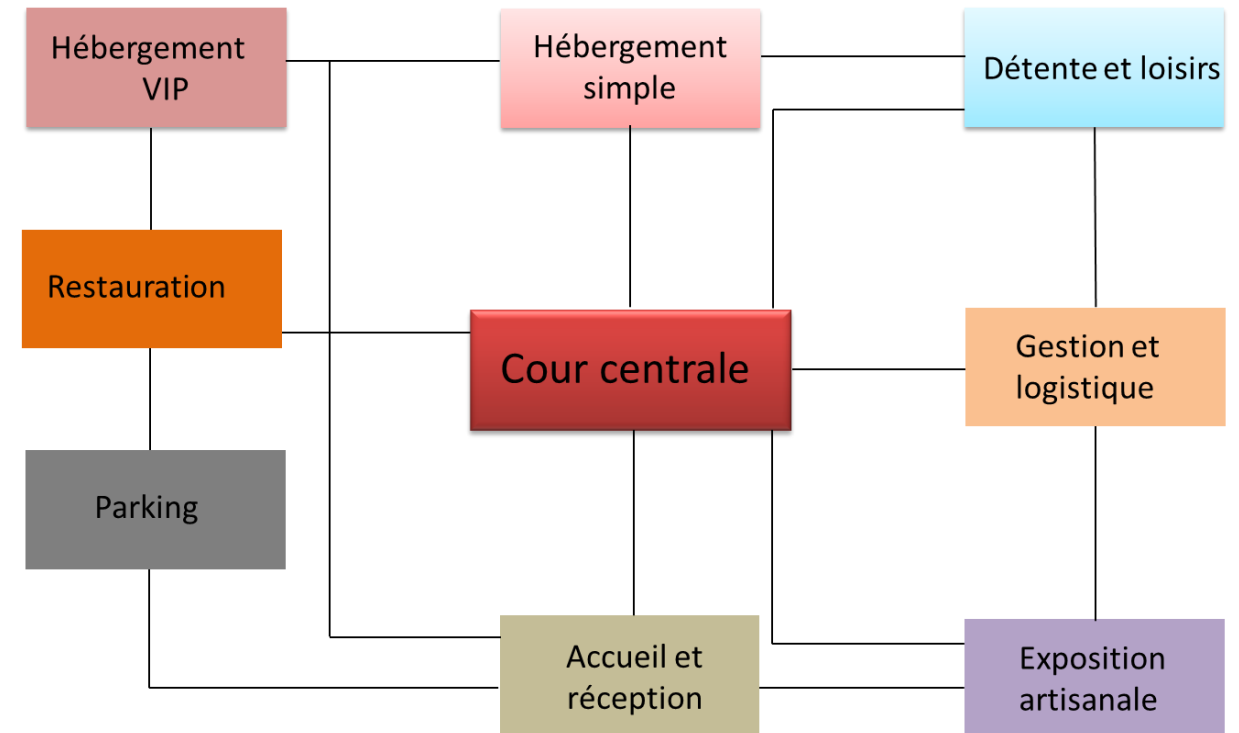 Hébergement
VIP
Hébergement
simple
Détente et loisirs
Restauration
Cour centrale
Gestion et
logistique
Parking
Accueil et
réception
Exposition
artisanale